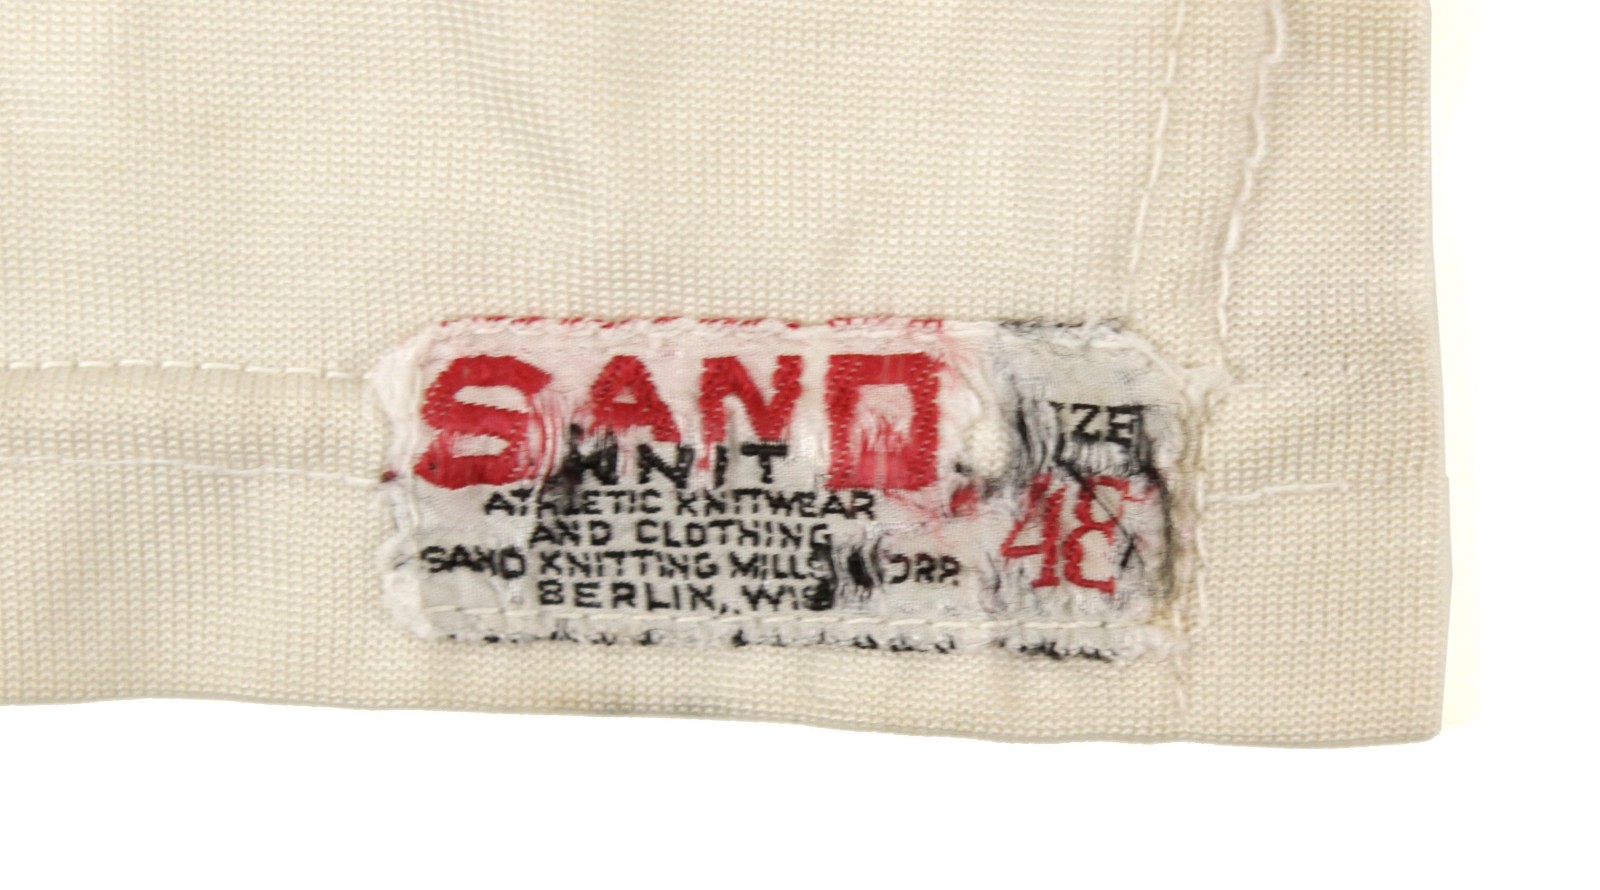 SAND
KNIT
ATHLETIC KNITWEAR
AND CLOTHING
SAND KNITTING MILLS CORP.
BERLIN, WIS
SIZE
48